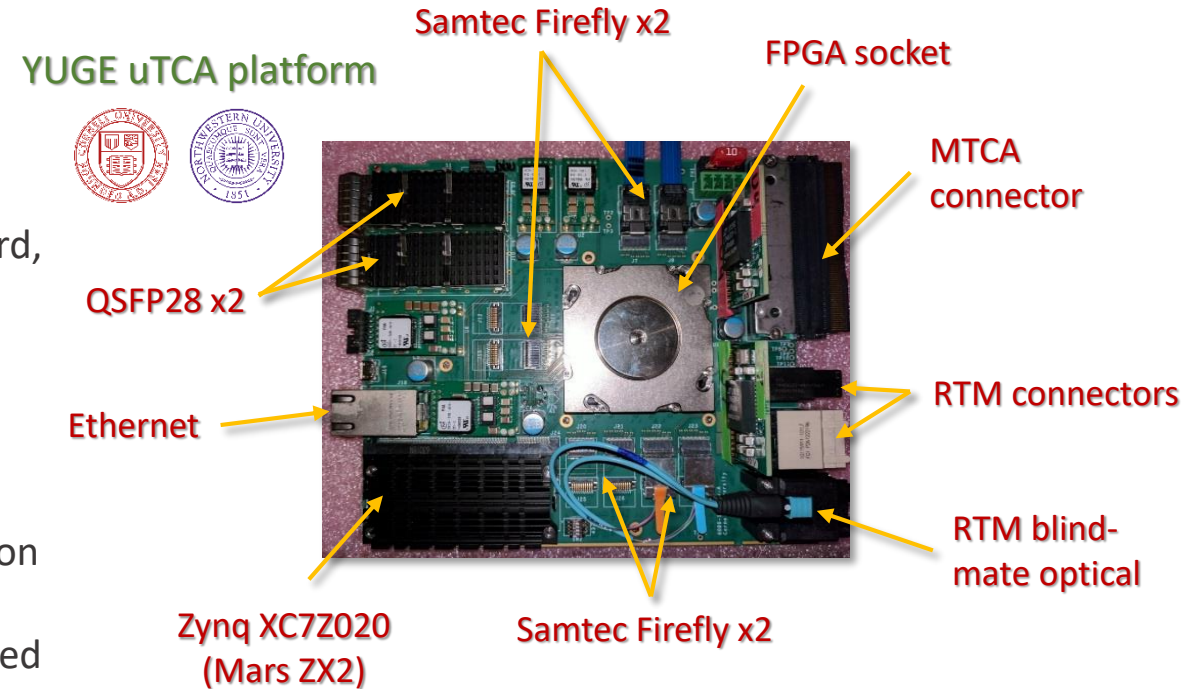 Samtec Firefly x2
FPGA socket
YUGE uTCA platform
MTCA
connector
rd,
QSFP28 x2
RTM connectors
Ethernet
on
RTM blind-
mate optical
Zynq XC7Z020
(Mars ZX2)
Samtec Firefly x2
ed